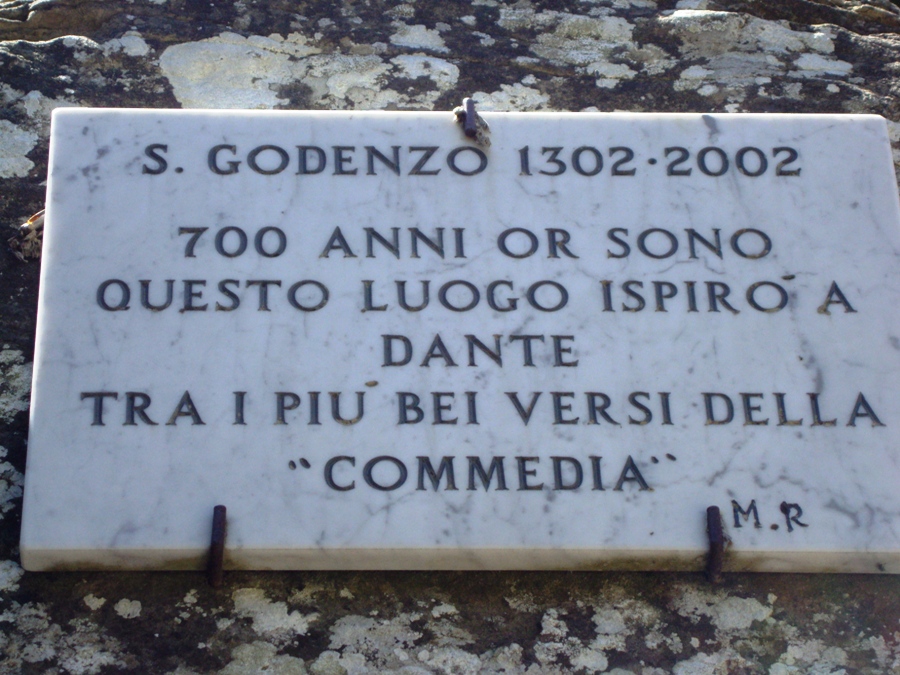 S. GODENZO 1302·2002
700 ANNI OR SONO
QUESTO LUOGO ISPIRÒ A
DANTE
TRA I PIÙ BEI VERSI DELLA
“COMMEDIA”
M.R